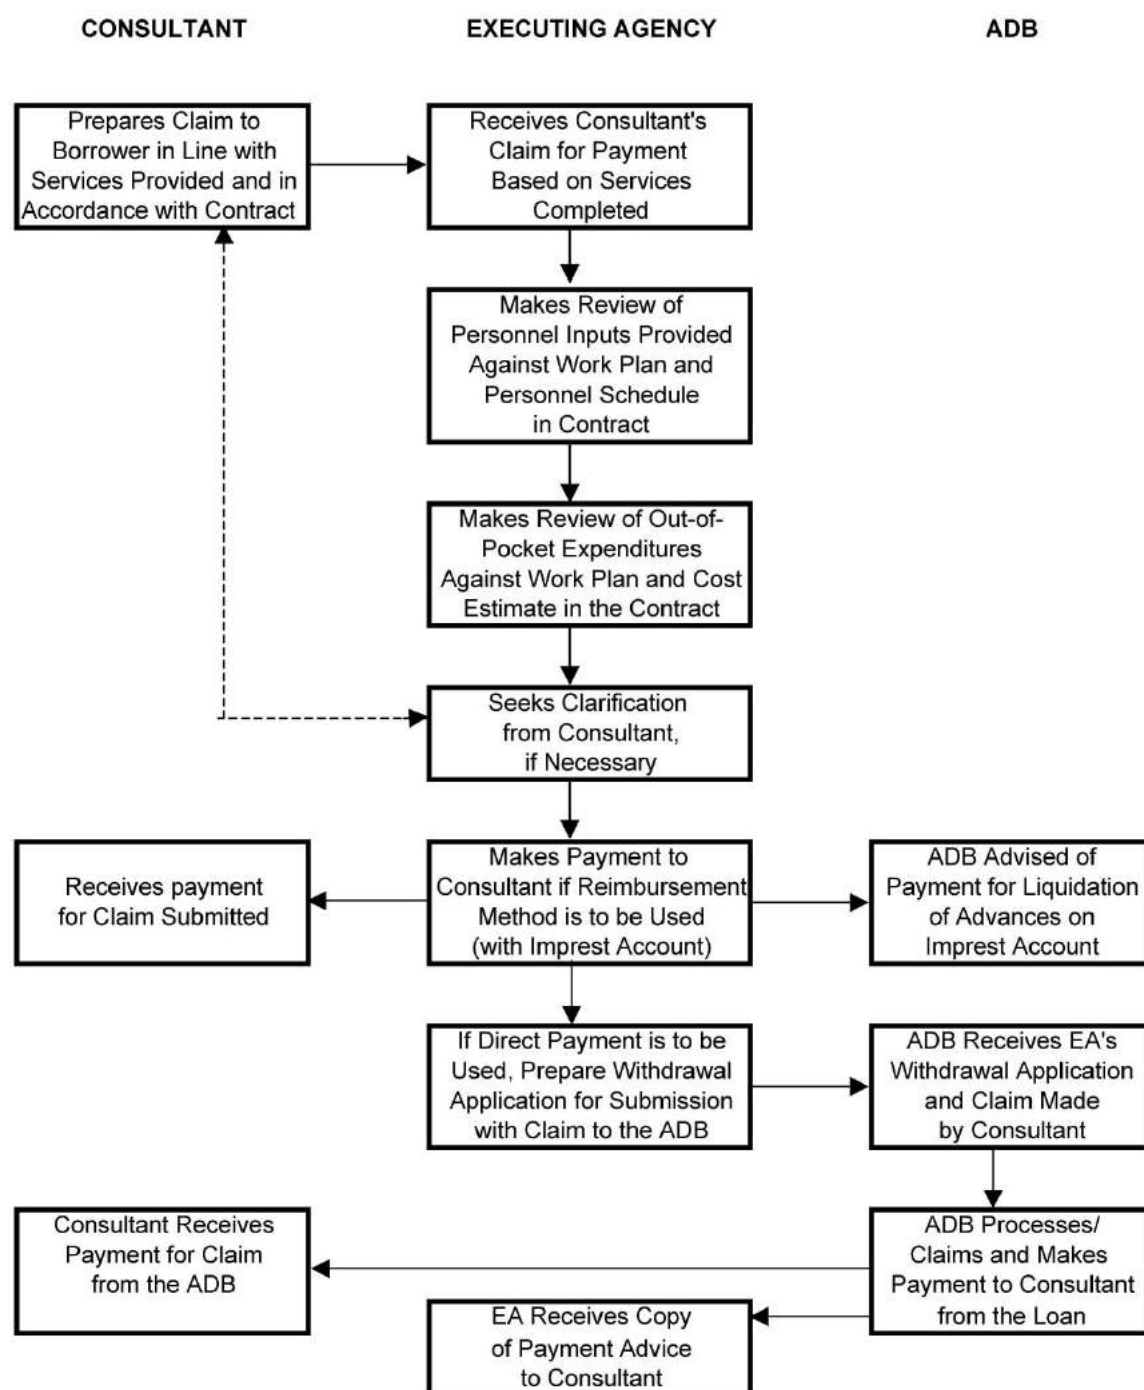 CONSULTANT
EXECUTING AGENCY
ADB
Prepares Claim to
Borrower in Line with
Services Provided and in
Accordance with Contract
Receives Consultant's
Claim for Payment
Based on Services
Completed
Makes Review of
Personnel Inputs Provided
Against Work Plan and
Personnel Schedule
in Contract
Makes Review of Out-of-
Pocket Expenditures
Against Work Plan and Cost
Estimate in the Contract
Seeks Clarification
from Consultant,
if Necessary
Receives payment
for Claim Submitted
Makes Payment to
Consultant if Reimbursement
Method is to be Used
(with Imprest Account)
ADB Advised of
Payment for Liquidation
of Advances on
Imprest Account
If Direct Payment is to be
Used, Prepare Withdrawal
Application for Submission
with Claim to the ADB
ADB Receives EA's
Withdrawal Application
and Claim Made
by Consultant
Consultant Receives
Payment for Claim
from the ADB
ADB Processes/
Claims and Makes
Payment to Consultant
from the Loan
EA Receives Copy
of Payment Advice
to Consultant